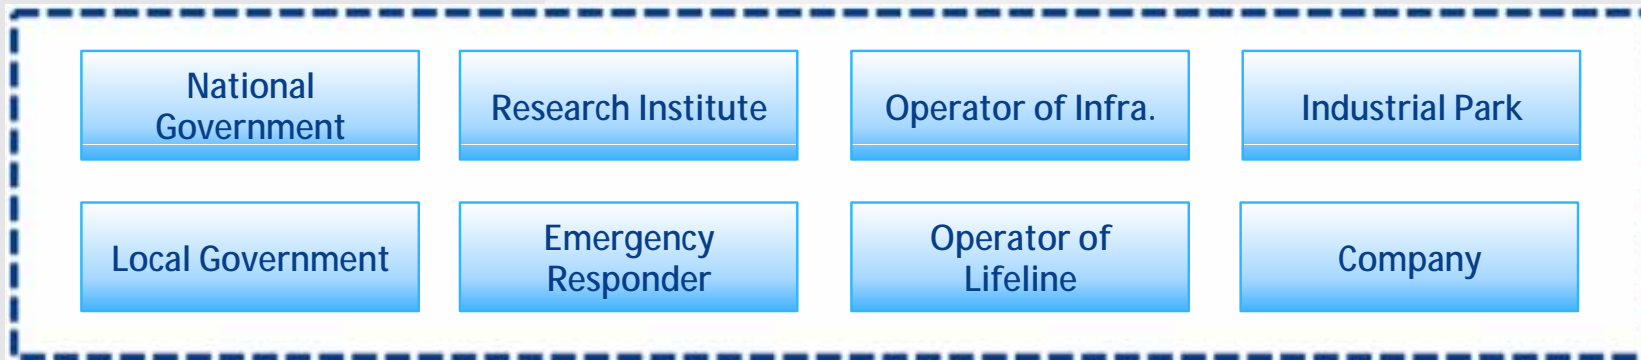 National
Government
Research Institute
Operator of Infra.
Industrial Park
Local Government
Emergency
Responder
Operator of
Lifeline
Company